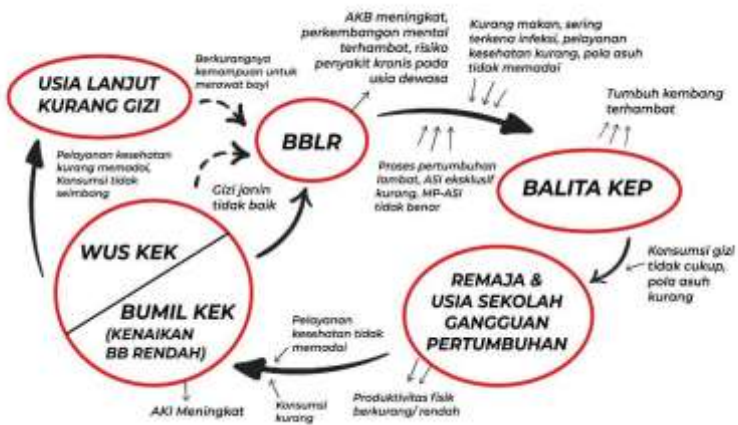 AKB meningkat,
perkembangan mental
terhambat, risiko
penyakit kronis pada
usia dewasa
Kurang makan, sering
terkena infeksi, pelayanan
kesehatan kurang, pola asuh
tidak memadai
Berkurangnya
kemampuan untuk
merawat bayi
USIA LANJUT
KURANG GIZI
BBLR
Tumbuh kembang
terhambat
Pelayanan kesehatan
kurang memadai,
Konsumsi tidak
seimbang
Gizi janin
tidak baik
Proses pertumbuhan
lambat, ASI eksklusif
kurang, MP-ASI
tidak benar
BALITA KEP
WUS KEK
BUMIL KEK
(KENAIKAN
BB RENDAH)
Konsumsi gizi
tidak cukup,
pola asuh
kurang
REMAJA &
USIA SEKOLAH
GANGGUAN
PERTUMBUHAN
Pelayanan
kesehatan tidak
memadai
AKI Meningkat
Konsumsi
kurang
Produktivitas fisik
berkurang/ rendah